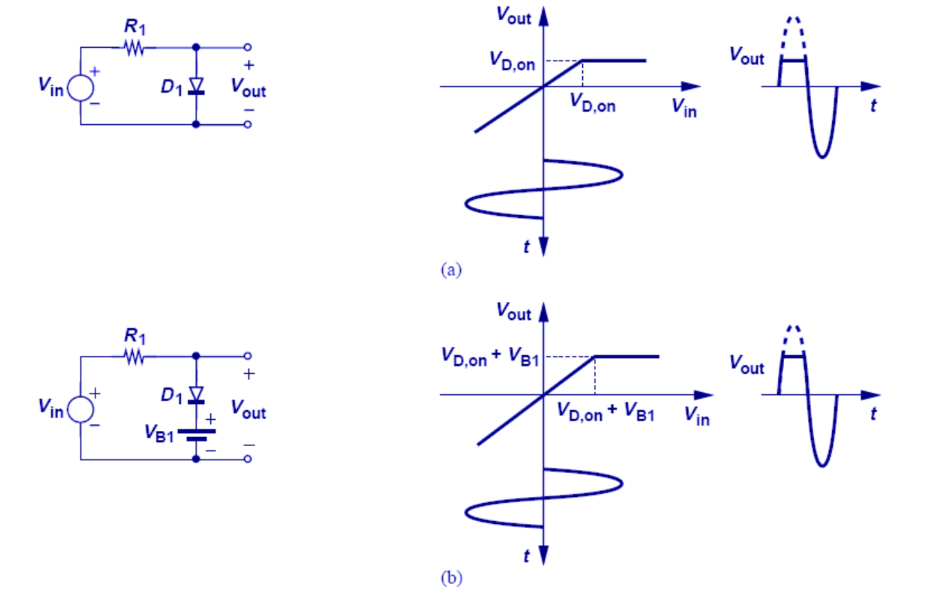 R1
Vin
+
−
D1
+
Vout
−
Vout
VD,on
VD,on
Vin
t
Vout
t
(a)
R1
Vin
+
−
D1
VB1
+
−
+
Vout
−
Vout
VD,on + VB1
VD,on + VB1
Vin
t
Vout
t
(b)